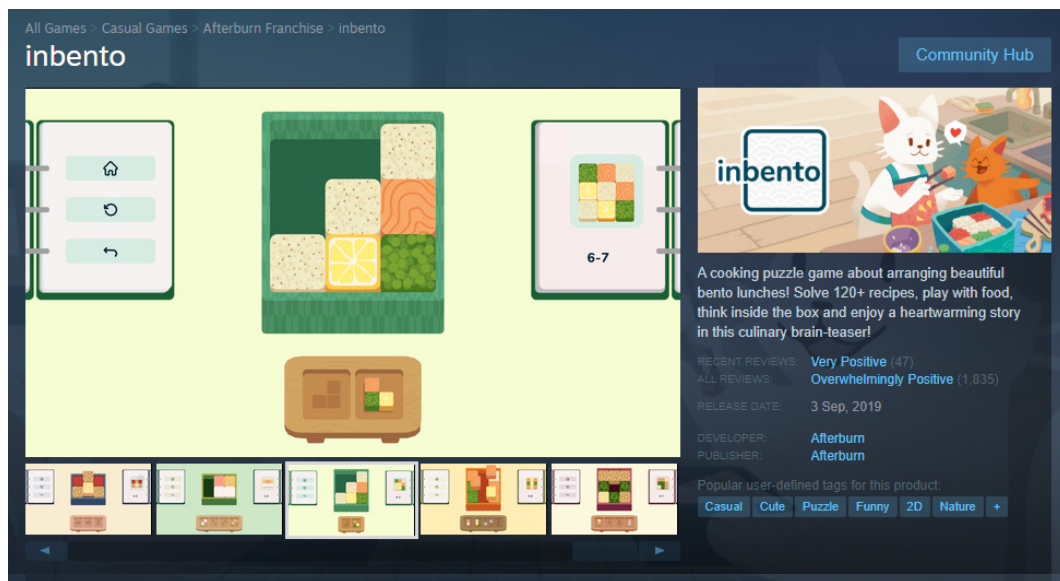 All Games > Casual Games > Afterburn Franchise > inbento
inbento
Community Hub
6-7
inbento
A cooking puzzle game about arranging beautiful
bento lunches! Solve 120+ recipes, play with food,
think inside the box and enjoy a heartwarming story
in this culinary brain-teaser!
RECENT REVIEWS: Very Positive (47)
ALL REVIEWS: Overwhelmingly Positive (1,835)
RELEASE DATE: 3 Sep, 2019
DEVELOPER: Afterburn
PUBLISHER: Afterburn
Popular user-defined tags for this product:
Casual Cute Puzzle Funny 2D Nature +